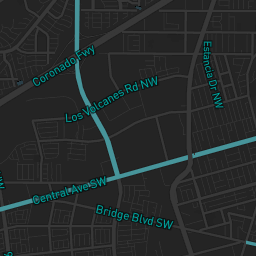 Coronado Fwy
Estancia Dr NW
Los Volcanes Rd NW
Central Ave SW
Bridge Blvd SW